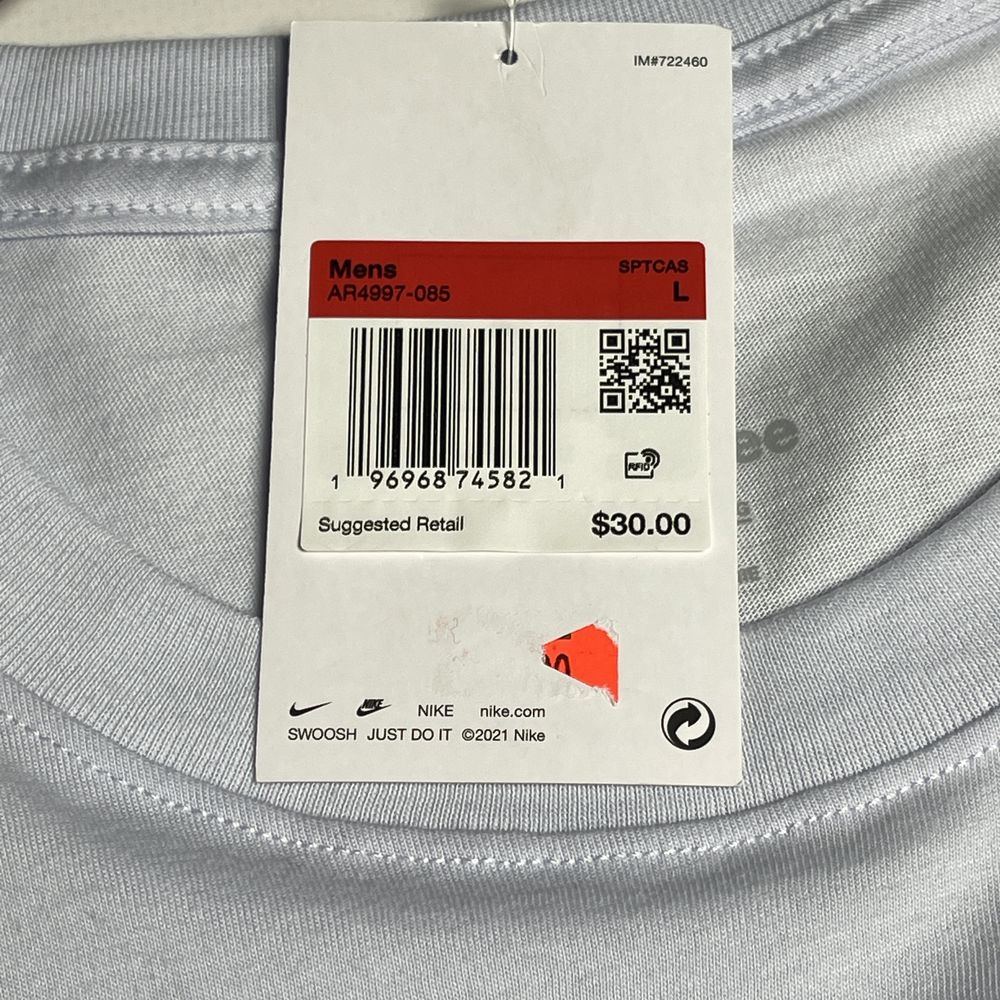 IM#722460
Mens SPTCAS
AR4997-085 L
RFID
1 96968 74582 1
Suggested Retail $30.00
NIKE NIKE nike.com
SWOOSH JUST DO IT ©2021 Nike